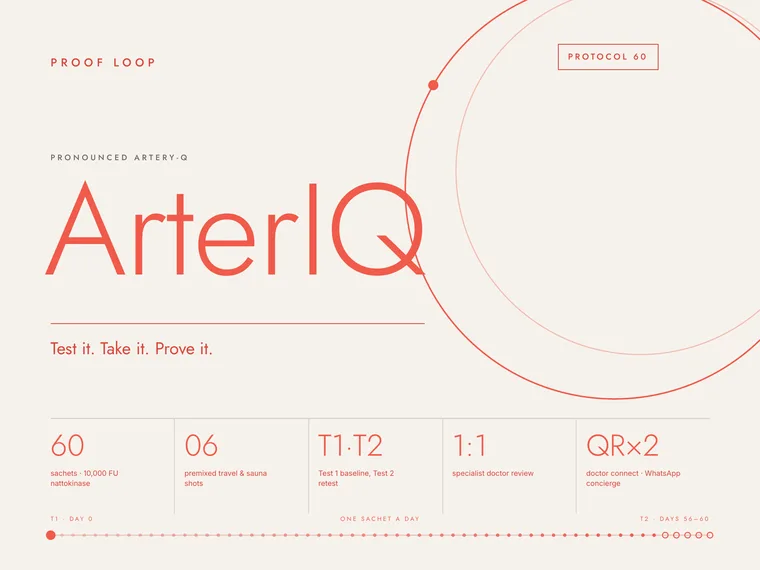 PROOF LOOP
PROTOCOL 60
PRONOUNCED ARTERY-Q
ArterIQ
Test it. Take it. Prove it.
60
sachets · 10,000 FU
nattokinase
06
premixed travel & sauna
shots
T1·T2
Test 1 baseline, Test 2
retest
1:1
specialist doctor review
QR×2
doctor connect · WhatsApp
concierge
T1 · DAY 0
ONE SACHET A DAY
T2 · DAYS 56–60